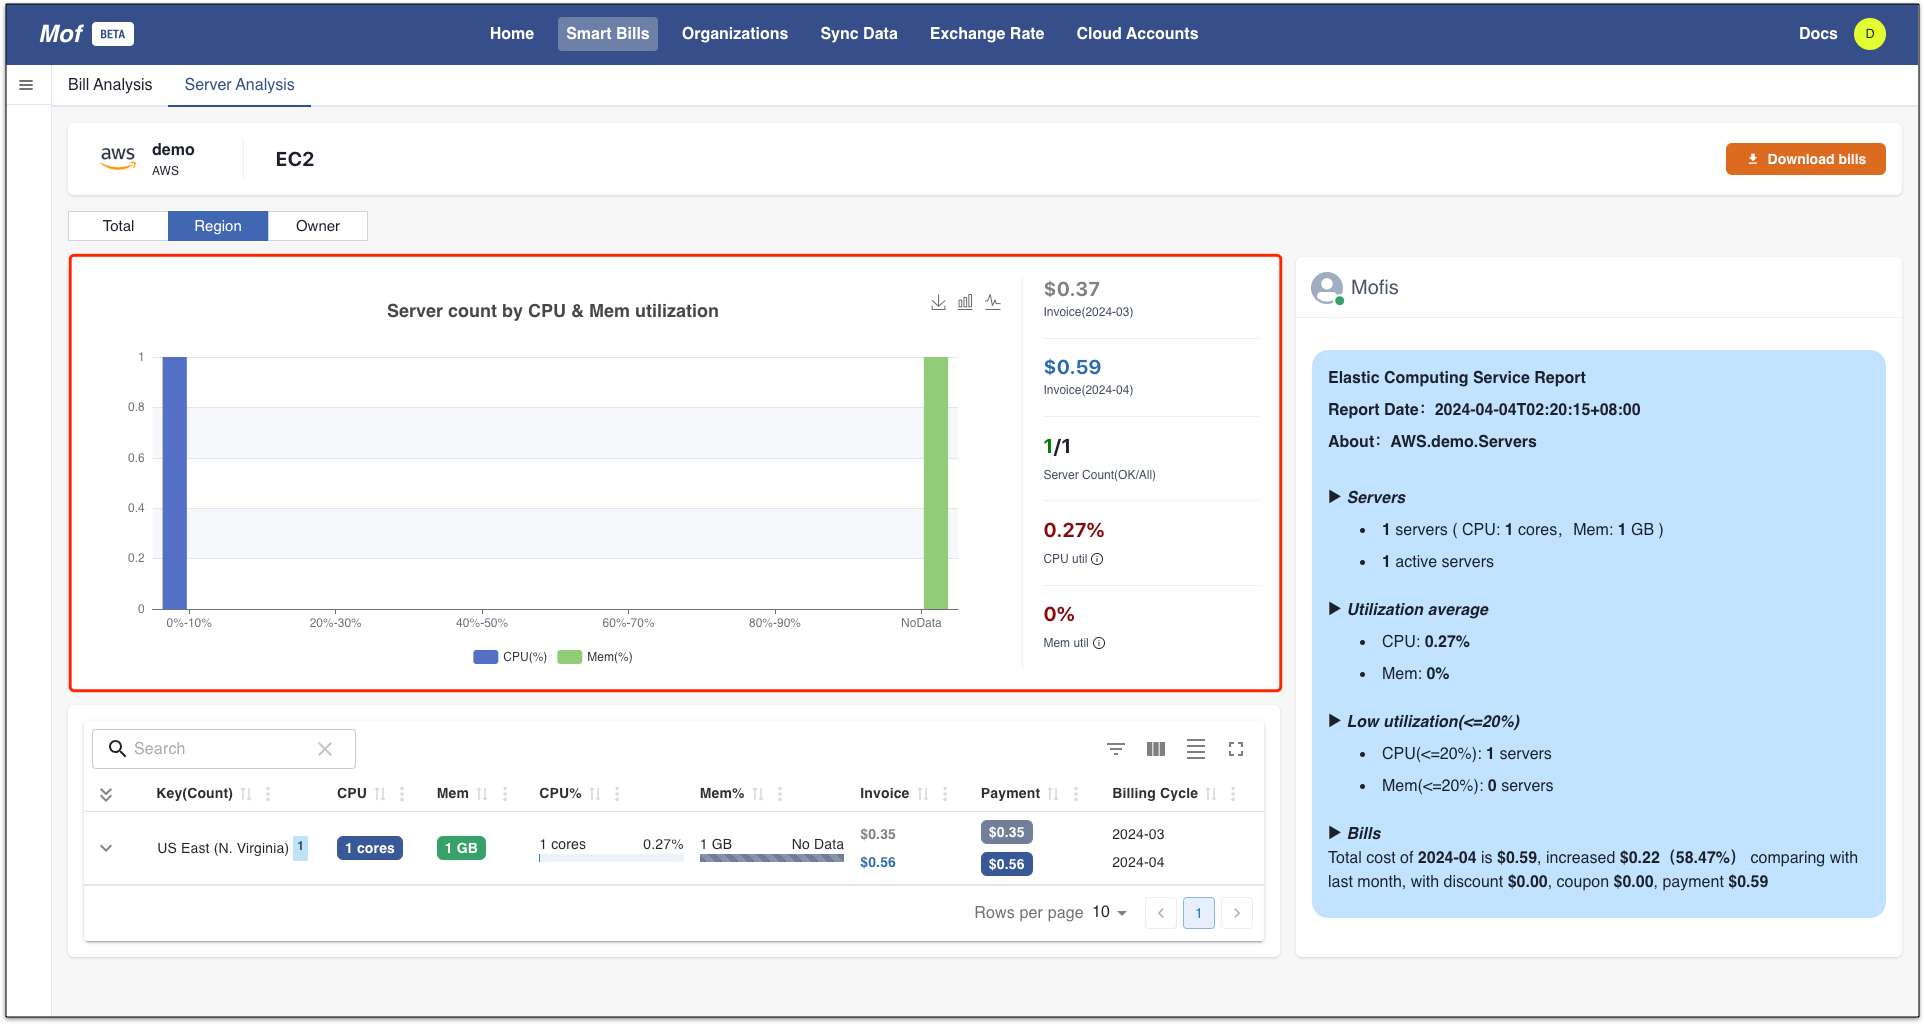 Mof BETA
Home Smart Bills Organizations Sync Data Exchange Rate Cloud Accounts Docs D
Bill Analysis Server Analysis
aws demo
AWS
EC2
Download bills
Total Region Owner
Server count by CPU & Mem utilization
1
0.8
0.6
0.4
0.2
0
0%-10% 20%-30% 40%-50% 60%-70% 80%-90% NoData
CPU(%) Mem(%)
$0.37
Invoice(2024-03)
$0.59
Invoice(2024-04)
1/1
Server Count(OK/All)
0.27%
CPU util
0%
Mem util
Search
Key(Count) CPU Mem CPU% Mem% Invoice Payment Billing Cycle
US East (N. Virginia) 1 1 cores 1 GB 1 cores 0.27% 1 GB No Data
$0.35 $0.35 2024-03
$0.56 $0.56 2024-04
Rows per page 10 1
Mofis
Elastic Computing Service Report
Report Date： 2024-04-04T02:20:15+08:00
About： AWS.demo.Servers
▶ Servers
• 1 servers ( CPU: 1 cores, Mem: 1 GB )
• 1 active servers
▶ Utilization average
• CPU: 0.27%
• Mem: 0%
▶ Low utilization(<=20%)
• CPU(<=20%): 1 servers
• Mem(<=20%): 0 servers
▶ Bills
Total cost of 2024-04 is $0.59, increased $0.22（58.47%） comparing with
last month, with discount $0.00, coupon $0.00, payment $0.59